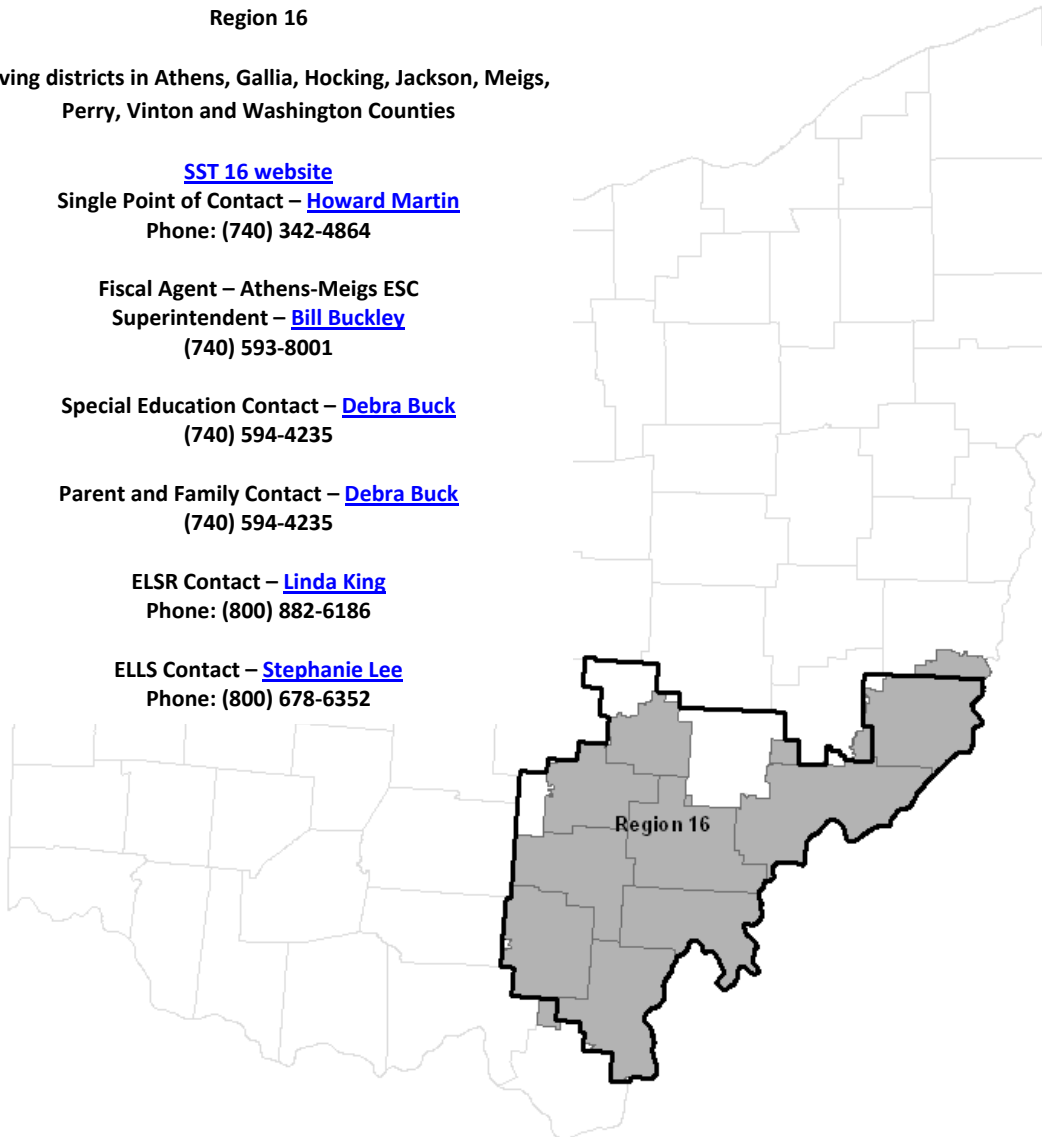 Region 16
ving districts in Athens, Gallia, Hocking, Jackson, Meigs,
Perry, Vinton and Washington Counties
SST 16 website
Single Point of Contact – Howard Martin
Phone: (740) 342-4864
Fiscal Agent – Athens-Meigs ESC
Superintendent – Bill Buckley
(740) 593-8001
Special Education Contact – Debra Buck
(740) 594-4235
Parent and Family Contact – Debra Buck
(740) 594-4235
ELSR Contact – Linda King
Phone: (800) 882-6186
ELLS Contact – Stephanie Lee
Phone: (800) 678-6352
Region 16